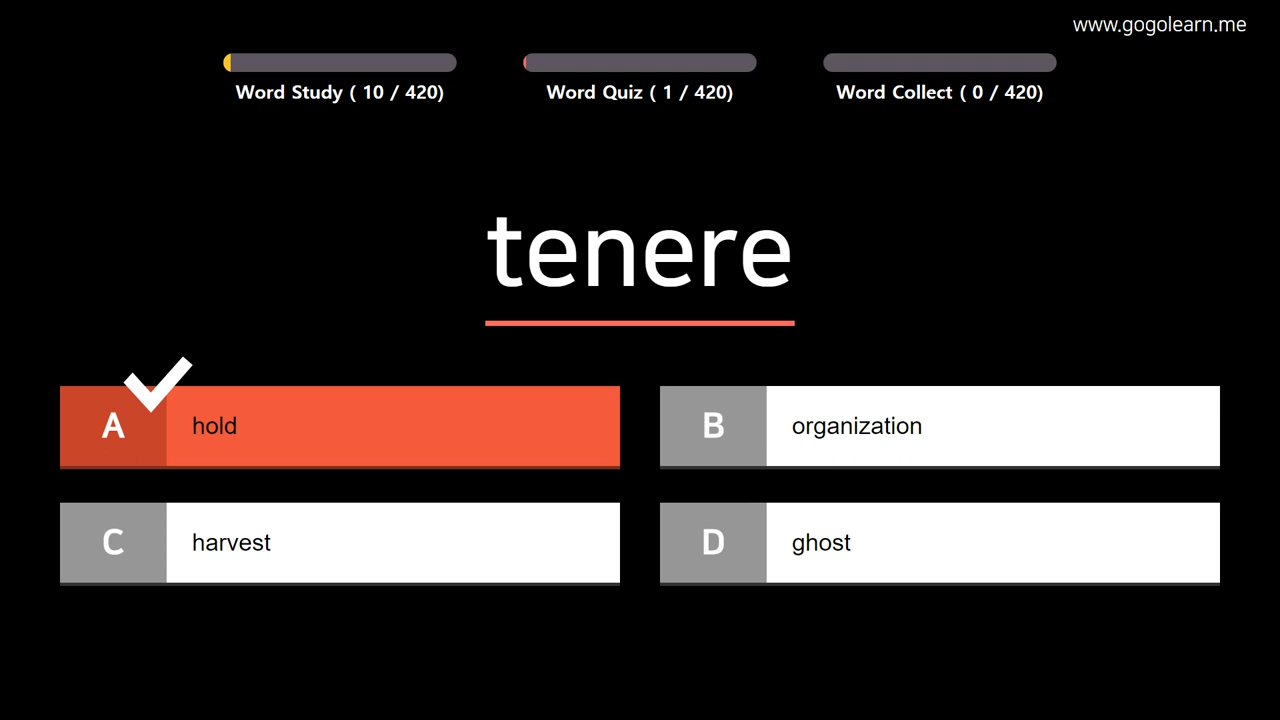 www.gogolearn.me
Word Study ( 10 / 420)
Word Quiz ( 1 / 420)
Word Collect ( 0 / 420)
tenere
A hold
B organization
C harvest
D ghost